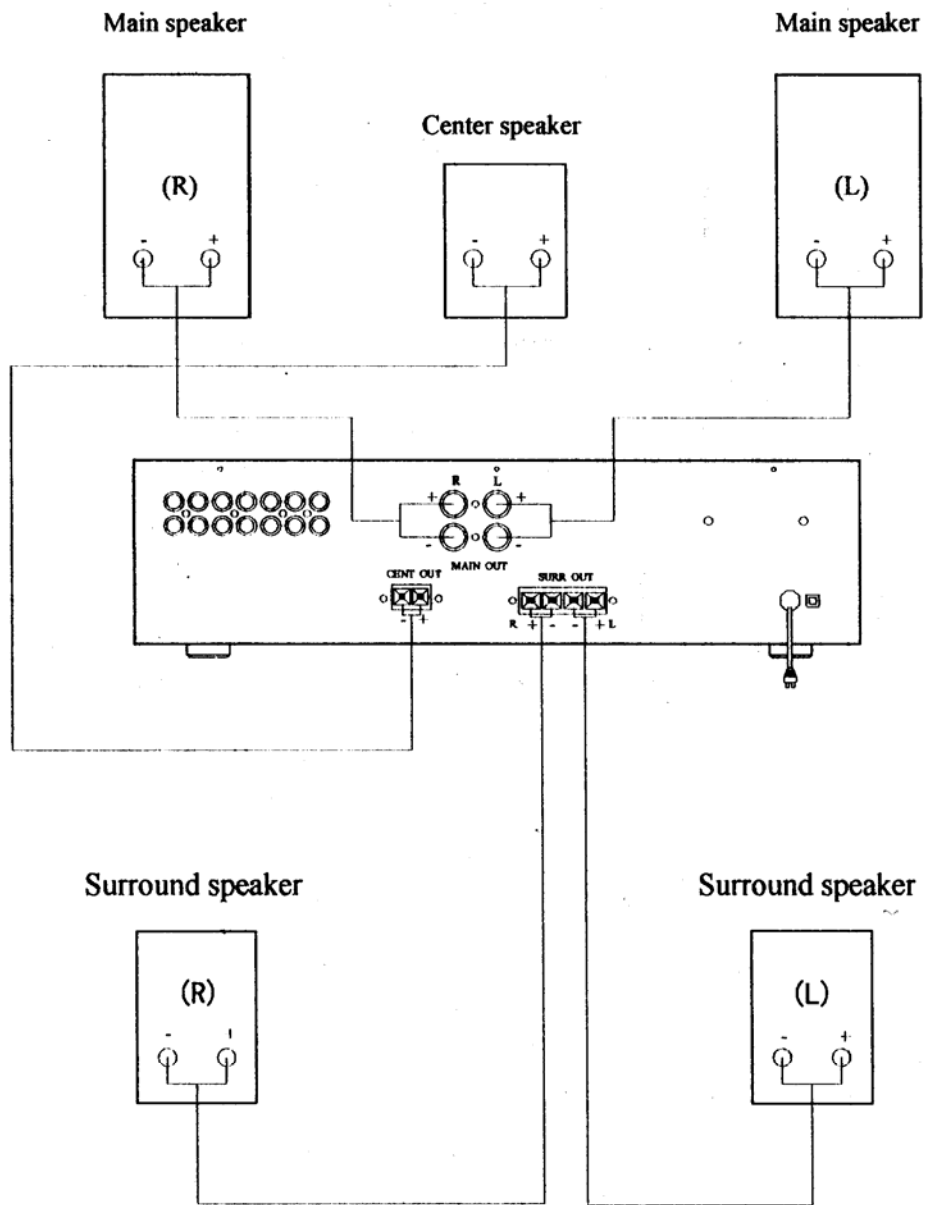 Main speaker
Main speaker
Center speaker
(R)
(L)
- +
- +
- +
R L
+ +
- -
MAIN OUT
CENT OUT
SURR OUT
- +
R + - - + L
Surround speaker
Surround speaker
(R)
(L)
- +
- +